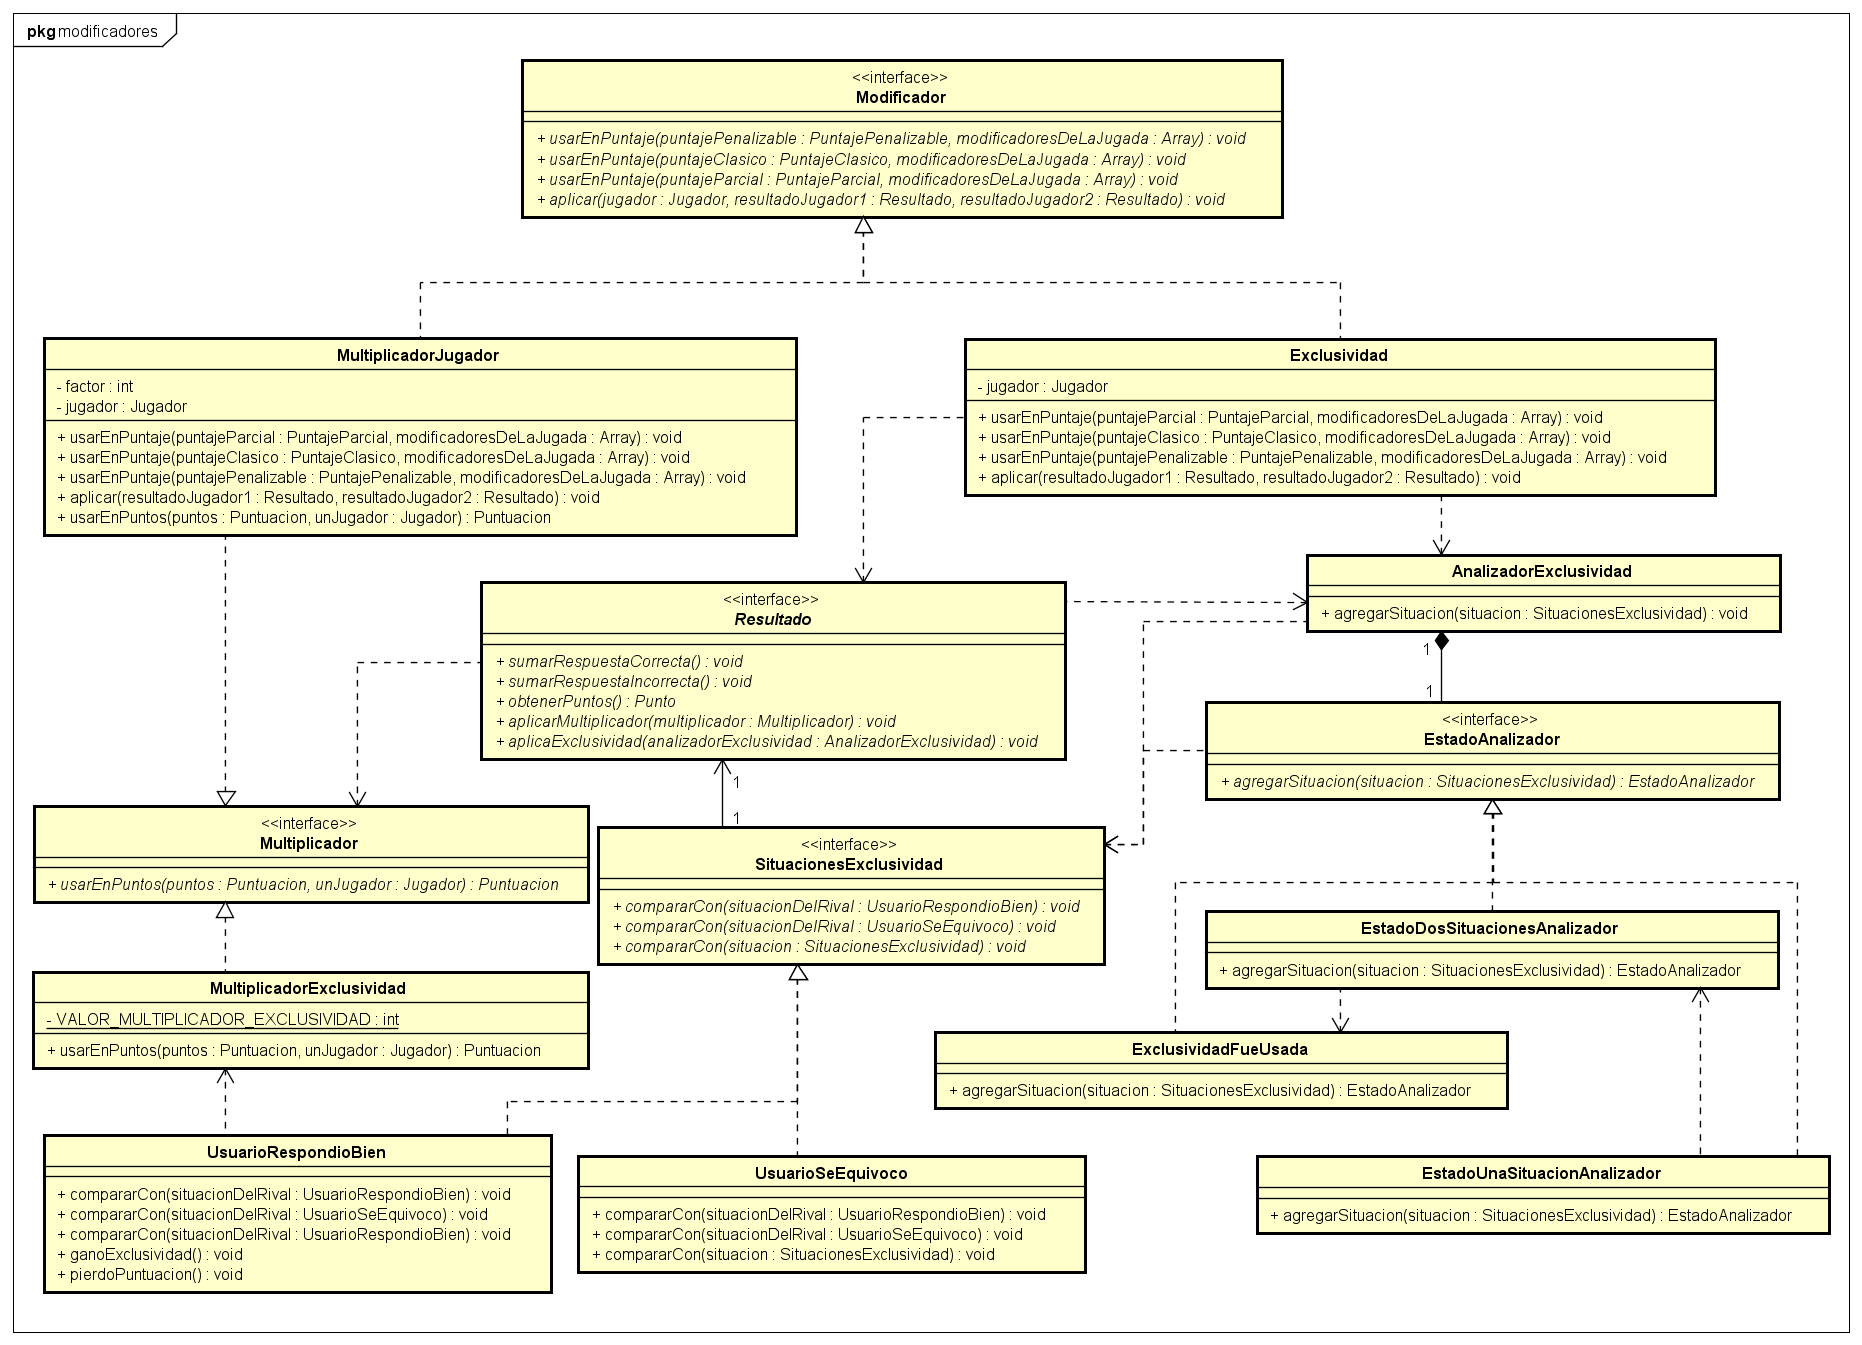 pkg modificadores
<<interface>>
Modificador
+ usarEnPuntaje(puntajePenalizable : PuntajePenalizable, modificadoresDeLaJugada : Array) : void
+ usarEnPuntaje(puntajeClasico : PuntajeClasico, modificadoresDeLaJugada : Array) : void
+ usarEnPuntaje(puntajeParcial : PuntajeParcial, modificadoresDeLaJugada : Array) : void
+ aplicar(jugador : Jugador, resultadoJugador1 : Resultado, resultadoJugador2 : Resultado) : void
MultiplicadorJugador
- factor : int
- jugador : Jugador
+ usarEnPuntaje(puntajeParcial : PuntajeParcial, modificadoresDeLaJugada : Array) : void
+ usarEnPuntaje(puntajeClasico : PuntajeClasico, modificadoresDeLaJugada : Array) : void
+ usarEnPuntaje(puntajePenalizable : PuntajePenalizable, modificadoresDeLaJugada : Array) : void
+ aplicar(resultadoJugador1 : Resultado, resultadoJugador2 : Resultado) : void
+ usarEnPuntos(puntos : Puntuacion, unJugador : Jugador) : Puntuacion
Exclusividad
- jugador : Jugador
+ usarEnPuntaje(puntajeParcial : PuntajeParcial, modificadoresDeLaJugada : Array) : void
+ usarEnPuntaje(puntajeClasico : PuntajeClasico, modificadoresDeLaJugada : Array) : void
+ usarEnPuntaje(puntajePenalizable : PuntajePenalizable, modificadoresDeLaJugada : Array) : void
+ aplicar(resultadoJugador1 : Resultado, resultadoJugador2 : Resultado) : void
AnalizadorExclusividad
+ agregarSituacion(situacion : SituacionesExclusividad) : void
1
1
<<interface>>
Resultado
+ sumarRespuestaCorrecta() : void
+ sumarRespuestaIncorrecta() : void
+ obtenerPuntos() : Punto
+ aplicarMultiplicador(multiplicador : Multiplicador) : void
+ aplicaExclusividad(analizadorExclusividad : AnalizadorExclusividad) : void
1
1
<<interface>>
EstadoAnalizador
+ agregarSituacion(situacion : SituacionesExclusividad) : EstadoAnalizador
<<interface>>
Multiplicador
+ usarEnPuntos(puntos : Puntuacion, unJugador : Jugador) : Puntuacion
<<interface>>
SituacionesExclusividad
+ compararCon(situacionDelRival : UsuarioRespondioBien) : void
+ compararCon(situacionDelRival : UsuarioSeEquivoco) : void
+ compararCon(situacion : SituacionesExclusividad) : void
EstadoDosSituacionesAnalizador
+ agregarSituacion(situacion : SituacionesExclusividad) : EstadoAnalizador
MultiplicadorExclusividad
- VALOR_MULTIPLICADOR_EXCLUSIVIDAD : int
+ usarEnPuntos(puntos : Puntuacion, unJugador : Jugador) : Puntuacion
ExclusividadFueUsada
+ agregarSituacion(situacion : SituacionesExclusividad) : EstadoAnalizador
UsuarioRespondioBien
+ compararCon(situacionDelRival : UsuarioRespondioBien) : void
+ compararCon(situacionDelRival : UsuarioSeEquivoco) : void
+ compararCon(situacionDelRival : UsuarioRespondioBien) : void
+ ganoExclusividad() : void
+ pierdoPuntuacion() : void
UsuarioSeEquivoco
+ compararCon(situacionDelRival : UsuarioRespondioBien) : void
+ compararCon(situacionDelRival : UsuarioSeEquivoco) : void
+ compararCon(situacion : SituacionesExclusividad) : void
EstadoUnaSituacionAnalizador
+ agregarSituacion(situacion : SituacionesExclusividad) : EstadoAnalizador